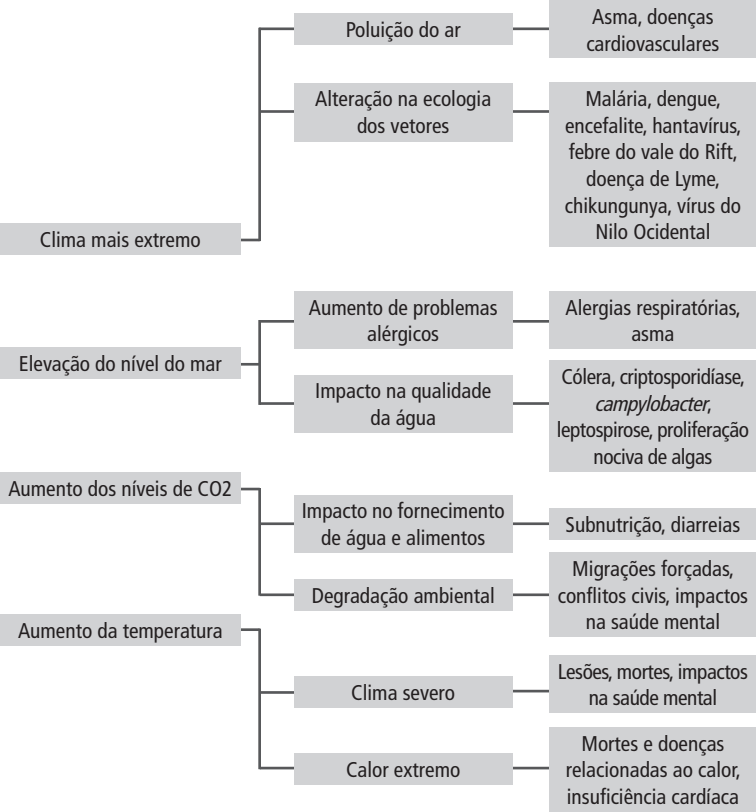 Poluição do ar
Asma, doenças
cardiovasculares
Alteração na ecologia
dos vetores
Malária, dengue,
encefalite, hantavírus,
febre do vale do Rift,
doença de Lyme,
chikungunya, vírus do
Nilo Ocidental
Clima mais extremo
Aumento de problemas
alérgicos
Alergias respiratórias,
asma
Elevação do nível do mar
Impacto na qualidade
da água
Cólera, criptosporidíase,
campylobacter,
leptospirose, proliferação
nociva de algas
Aumento dos níveis de CO2
Impacto no fornecimento
de água e alimentos
Subnutrição, diarreias
Degradação ambiental
Migrações forçadas,
conflitos civis, impactos
na saúde mental
Aumento da temperatura
Clima severo
Lesões, mortes, impactos
na saúde mental
Calor extremo
Mortes e doenças
relacionadas ao calor,
insuficiência cardíaca